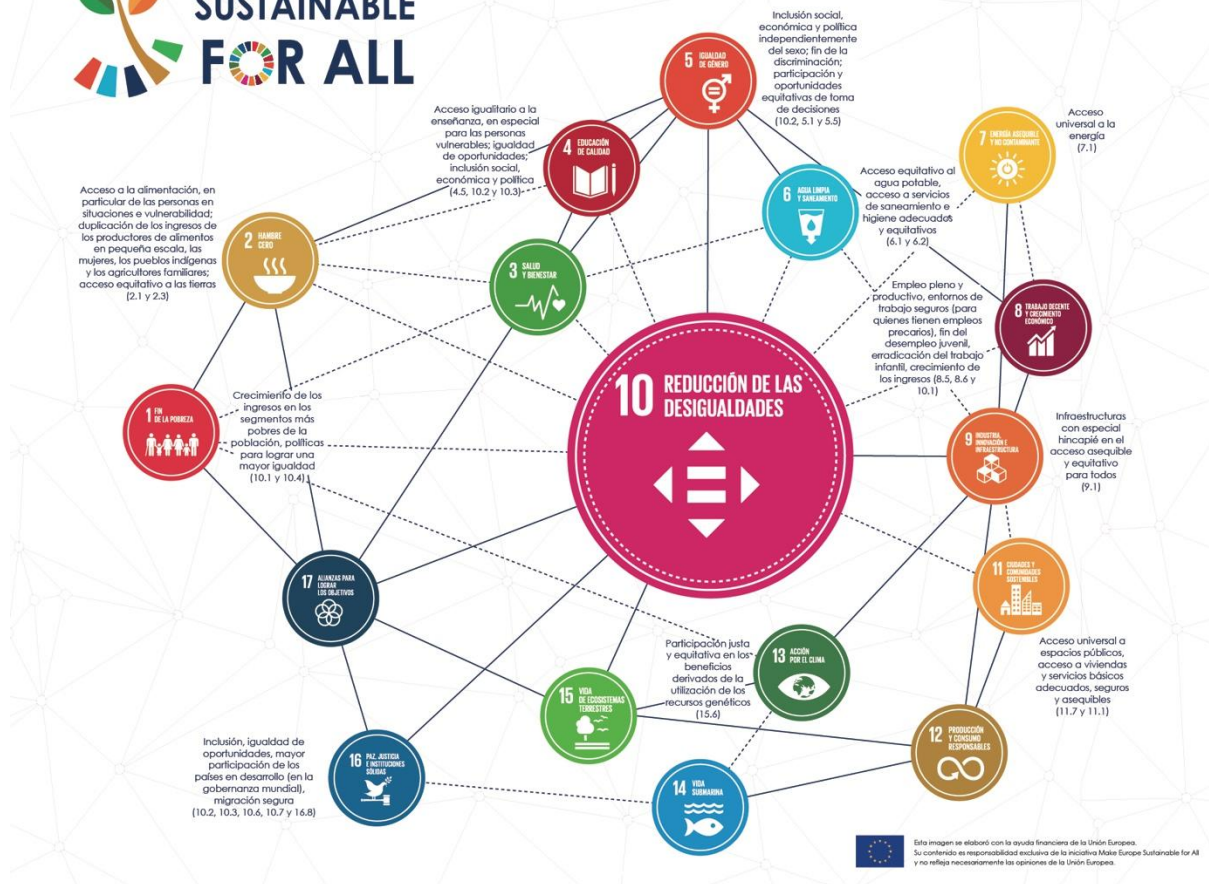 SUSTAINABLE
FOR ALL
5 IGUALDAD
DE GÉNERO
Inclusión social,
económica y política
independientemente
del sexo; fin de la
discriminación;
participación y
oportunidades
equitativas de toma
de decisiones
(10.2, 5.1 y 5.5)
Acceso igualitario a la
enseñanza, en especial
para las personas
vulnerables; igualdad
de oportunidades;
inclusión social,
económica y política
(4.5, 10.2 y 10.3)
4 EDUCACIÓN
DE CALIDAD
7 ENERGÍA ASEQUIBLE
Y NO CONTAMINANTE
Acceso
universal a la
energía
(7.1)
Acceso a la alimentación, en
particular de las personas en
situaciones e vulnerabilidad;
duplicación de los ingresos de
los productores de alimentos
en pequeña escala, las
mujeres, los pueblos indígenas
y los agricultores familiares;
acceso equitativo a las tierras
(2.1 y 2.3)
2 HAMBRE
CERO
3 SALUD
Y BIENESTAR
6 AGUA LIMPIA
Y SANEAMIENTO
Acceso equitativo al
agua potable,
acceso a servicios
de saneamiento e
higiene adecuados
y equitativos
(6.1 y 6.2)
Empleo pleno y
productivo, entornos de
trabajo seguros (para
quienes tienen empleos
precarios), fin del
desempleo juvenil,
erradicación del trabajo
infantil, crecimiento de
los ingresos (8.5, 8.6 y
10.1)
8 TRABAJO DECENTE
Y CRECIMIENTO
ECONÓMICO
1 FIN
DE LA POBREZA
Crecimiento de los
ingresos en los
segmentos más
pobres de la
población, políticas
para lograr una
mayor igualdad
(10.1 y 10.4)
10 REDUCCIÓN DE LAS
DESIGUALDADES
9 INDUSTRIA,
INNOVACIÓN E
INFRAESTRUCTURA
Infraestructuras
con especial
hincapié en el
acceso asequible
y equitativo
para todos
(9.1)
17 ALIANZAS PARA
LOGRAR
LOS OBJETIVOS
11 CIUDADES Y
COMUNIDADES
SOSTENIBLES
Acceso universal a
espacios públicos,
acceso a viviendas
y servicios básicos
adecuados, seguros
y asequibles
(11.7 y 11.1)
Participación justa
y equitativa en los
beneficios
derivados de la
utilización de los
recursos genéticos
(15.6)
13 ACCIÓN
POR EL CLIMA
15 VIDA
DE ECOSISTEMAS
TERRESTRES
12 PRODUCCIÓN
Y CONSUMO
RESPONSABLES
Inclusión, igualdad de
oportunidades, mayor
participación de los
países en desarrollo (en la
gobernanza mundial),
migración segura
(10.2, 10.3, 10.6, 10.7 y 16.8)
16 PAZ, JUSTICIA
E INSTITUCIONES
SÓLIDAS
14 VIDA
SUBMARINA
Esta imagen se elaboró con la ayuda financiera de la Unión Europea.
Su contenido es responsabilidad exclusiva de la iniciativa Make Europe Sustainable for All
y no refleja necesariamente las opiniones de la Unión Europea.